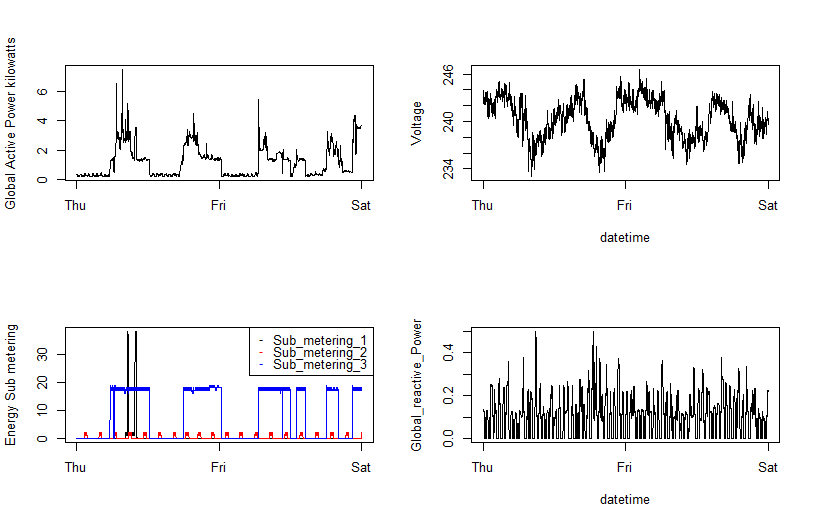 Global Active Power kilowatts
6
4
2
0
Thu Fri Sat
Voltage
246
240
234
Thu Fri Sat
datetime
Energy Sub metering
30
20
10
0
Sub_metering_1
Sub_metering_2
Sub_metering_3
Thu Fri Sat
Global_reactive_Power
0.4
0.2
0.0
Thu Fri Sat
datetime